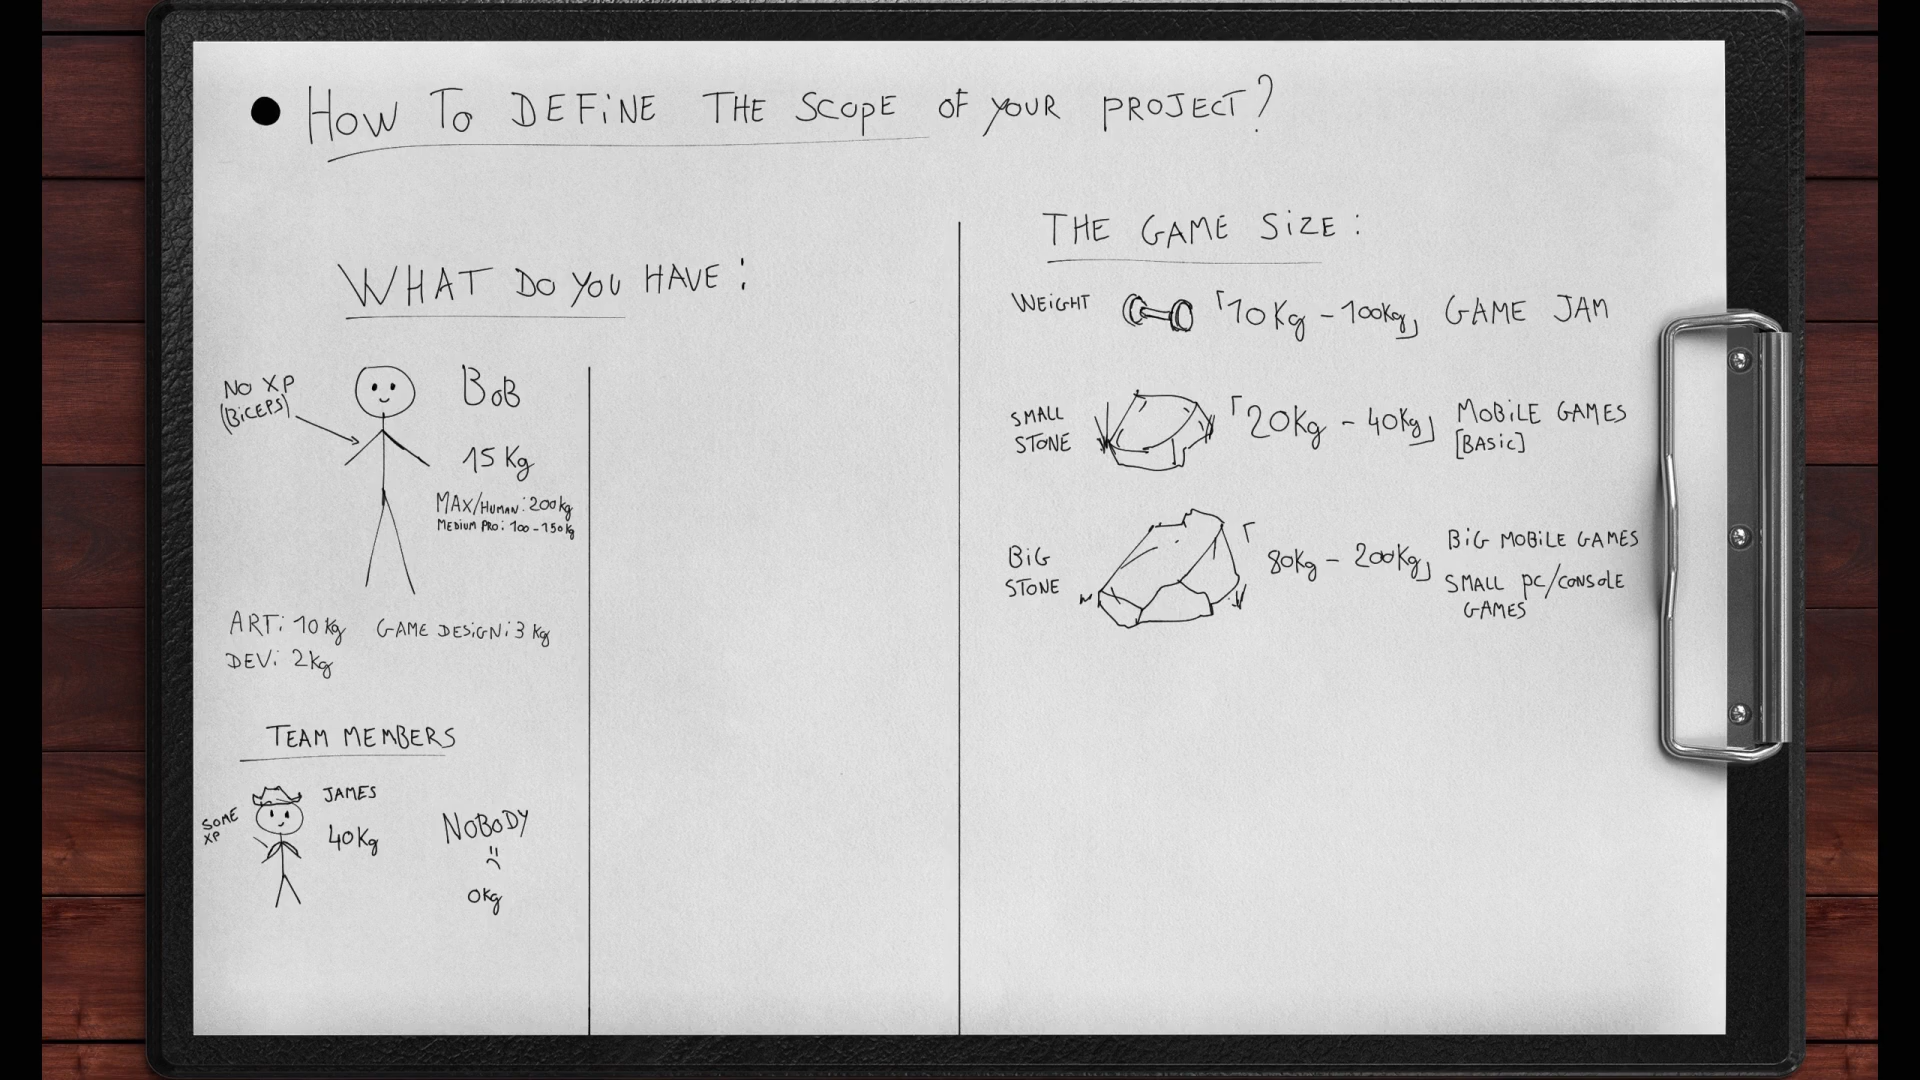 HOW TO DEFINE THE SCOPE OF YOUR PROJECT?
WHAT DO YOU HAVE:
NO XP
(BICEPS)
BOB
15 Kg
MAX/HUMAN: 200kg
MEDIUM PRO: 100-150kg
ART: 10 kg
GAME DESIGN: 3 kg
DEV: 2kg
TEAM MEMBERS
SOME
XP
JAMES
40Kg
NOBODY
0kg
THE GAME SIZE:
WEIGHT
「10Kg - 100kg」 GAME JAM
SMALL
STONE
「20Kg - 40Kg」
MOBILE GAMES
[BASIC]
BIG
STONE
「80Kg - 200Kg」
BIG MOBILE GAMES
SMALL PC/CONSOLE
GAMES